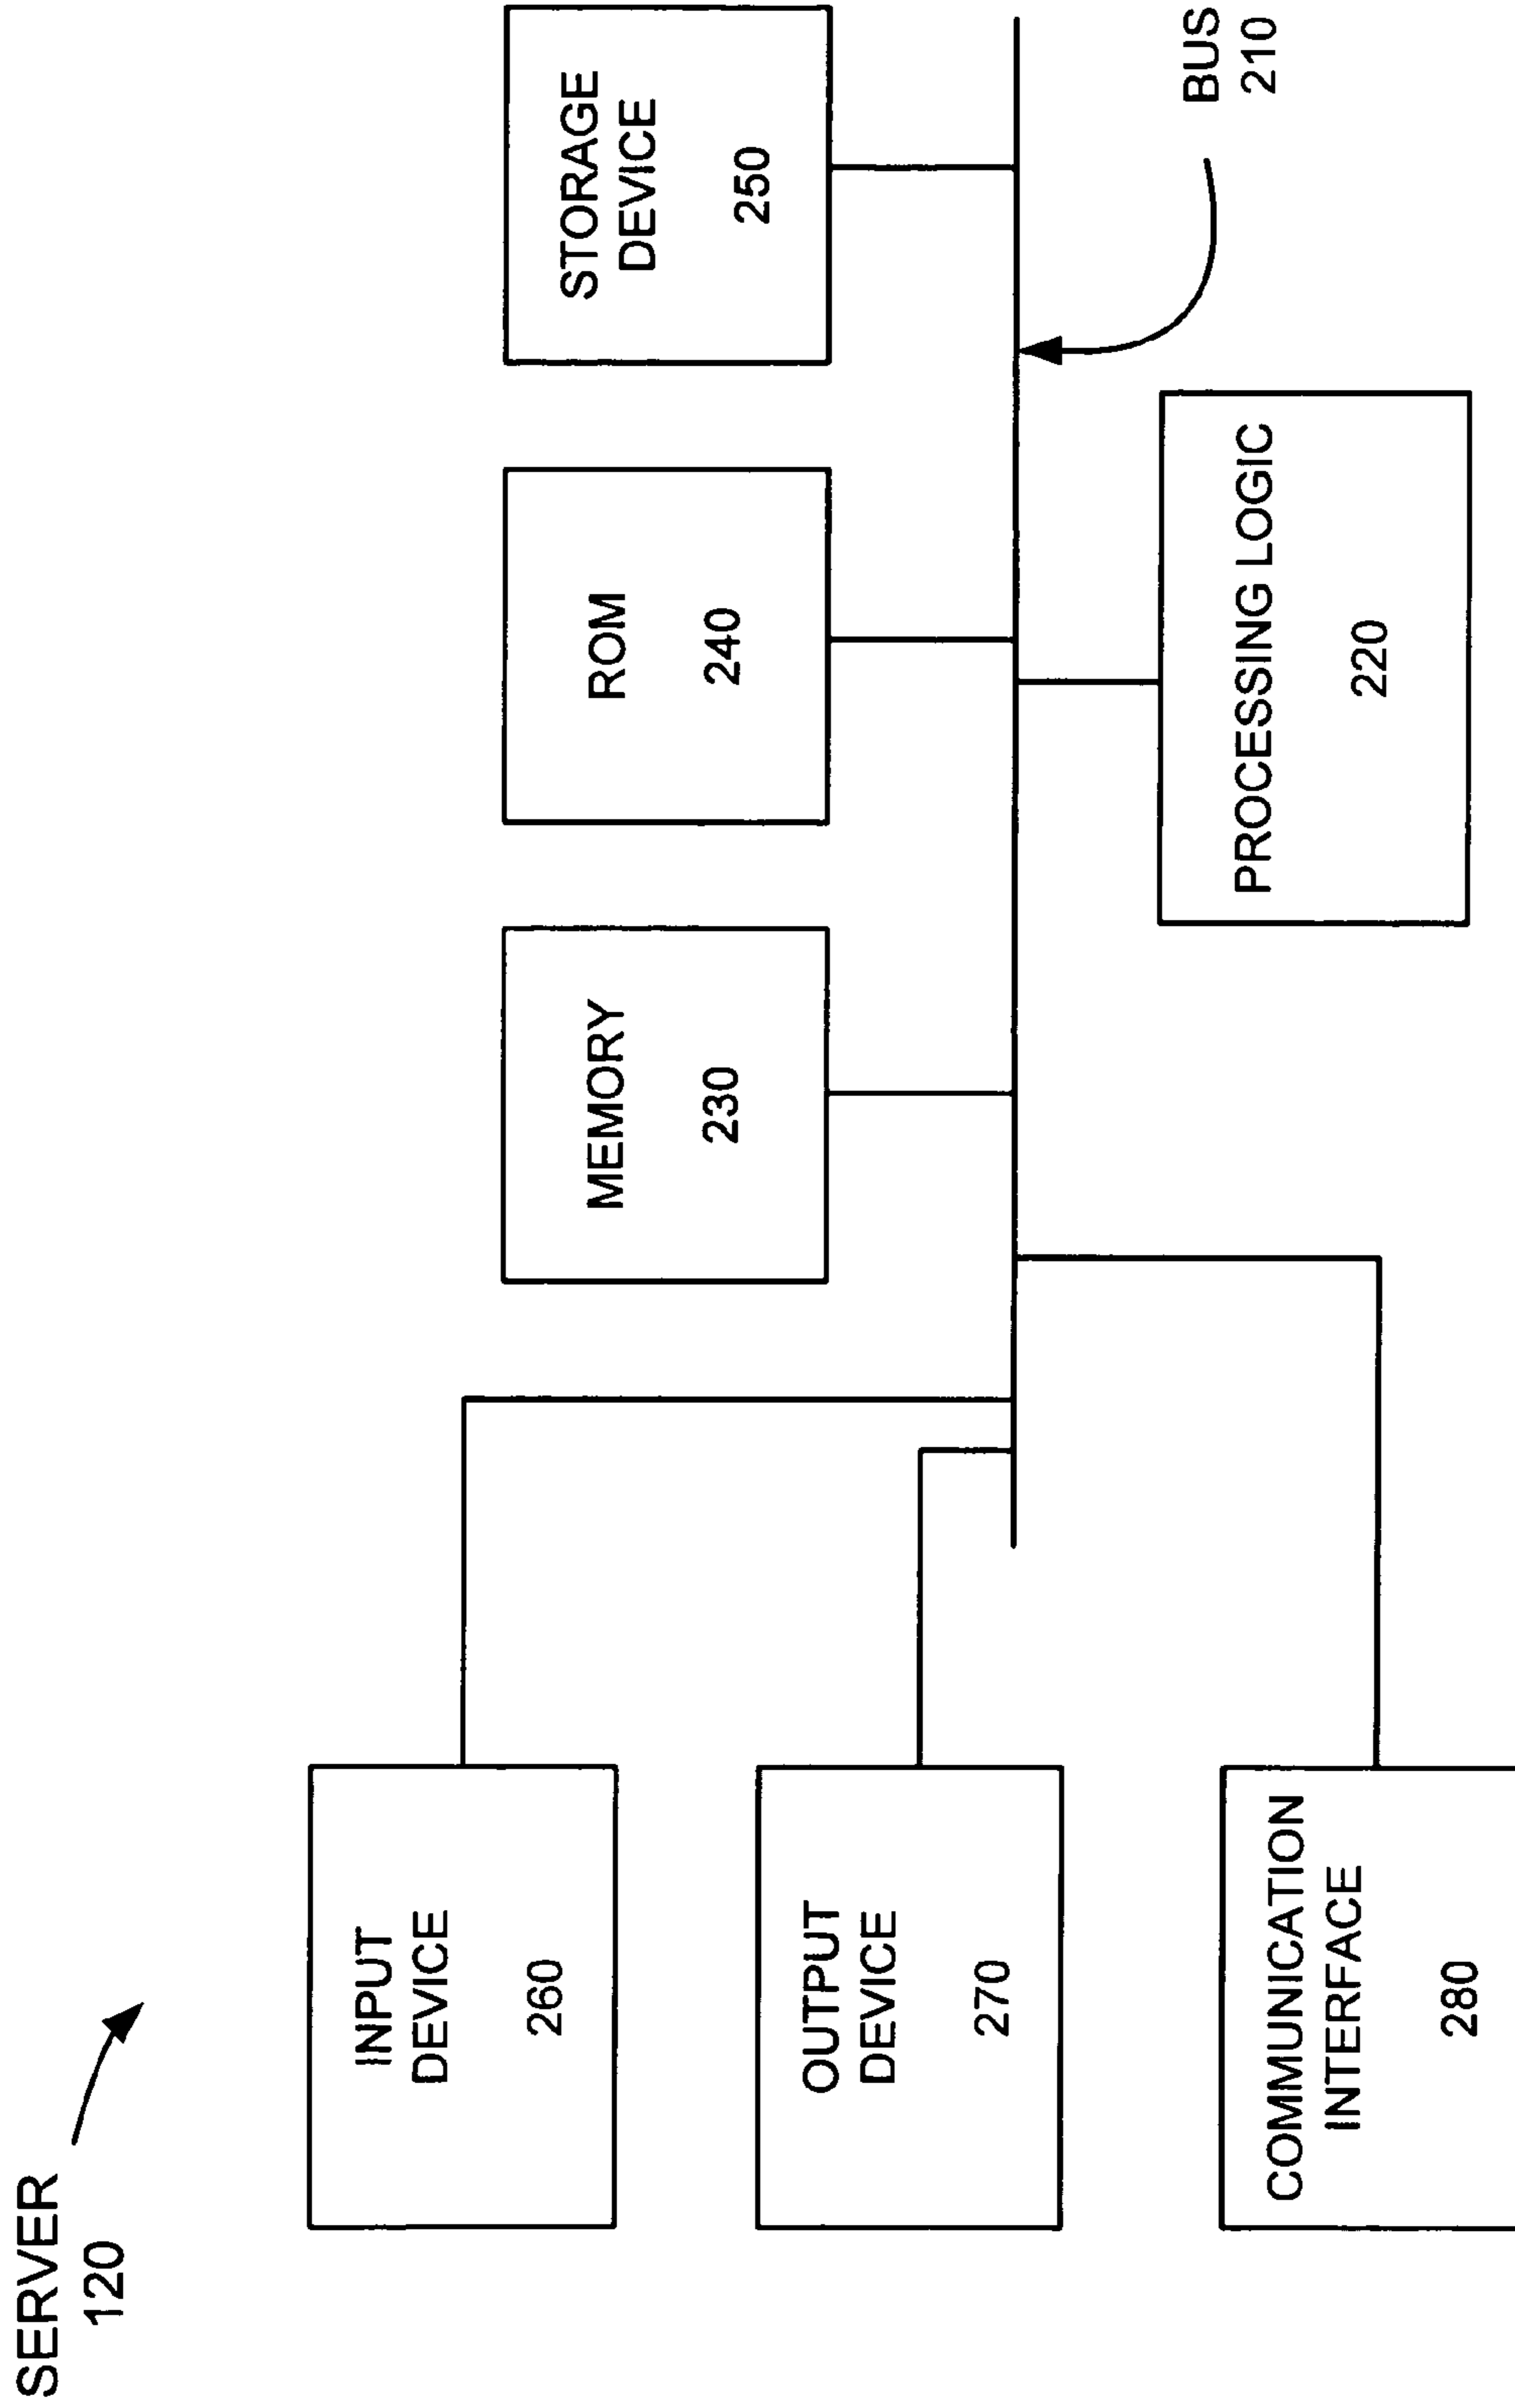 SERVER
120
INPUT
DEVICE
260
OUTPUT
DEVICE
270
COMMUNICATION
INTERFACE
280
MEMORY
230
ROM
240
STORAGE
DEVICE
250
PROCESSING LOGIC
220
BUS
210